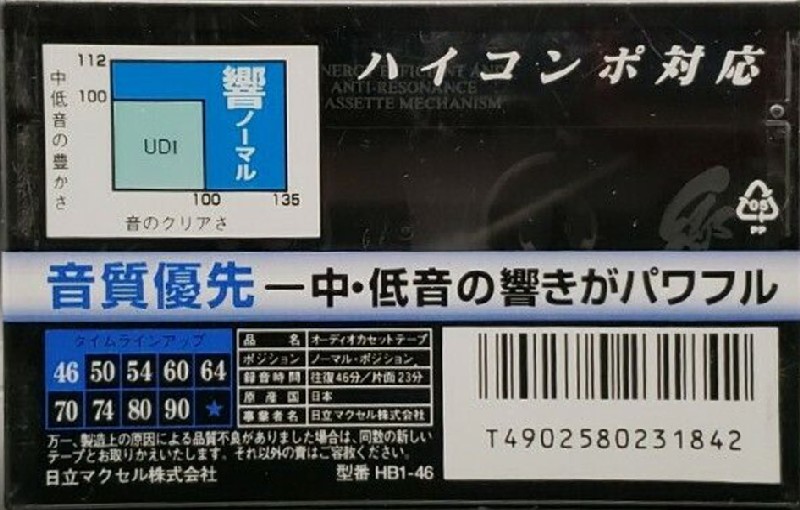 ハイコンポ対応
ENERGY EFFICIENT AND
ANTI-RESONANCE
CASSETTE MECHANISM
中低音の豊かさ
112
100
響
ノーマル
UDI
100 135
音のクリアさ
05
PP
音質優先―中・低音の響きがパワフル
タイムラインアップ
46 50 54 60 64
70 74 80 90 ★
品名 オーディオカセットテープ
ポジション ノーマル・ポジション
録音時間 往復46分/片面23分
原産国 日本
事業者名 日立マクセル株式会社
万一、製造上の原因による品質不良がありました場合は、同数の新しい
テープとお取りかえいたします。それ以外の責はご容赦ください。
日立マクセル株式会社 型番 HB1-46
T4902580231842